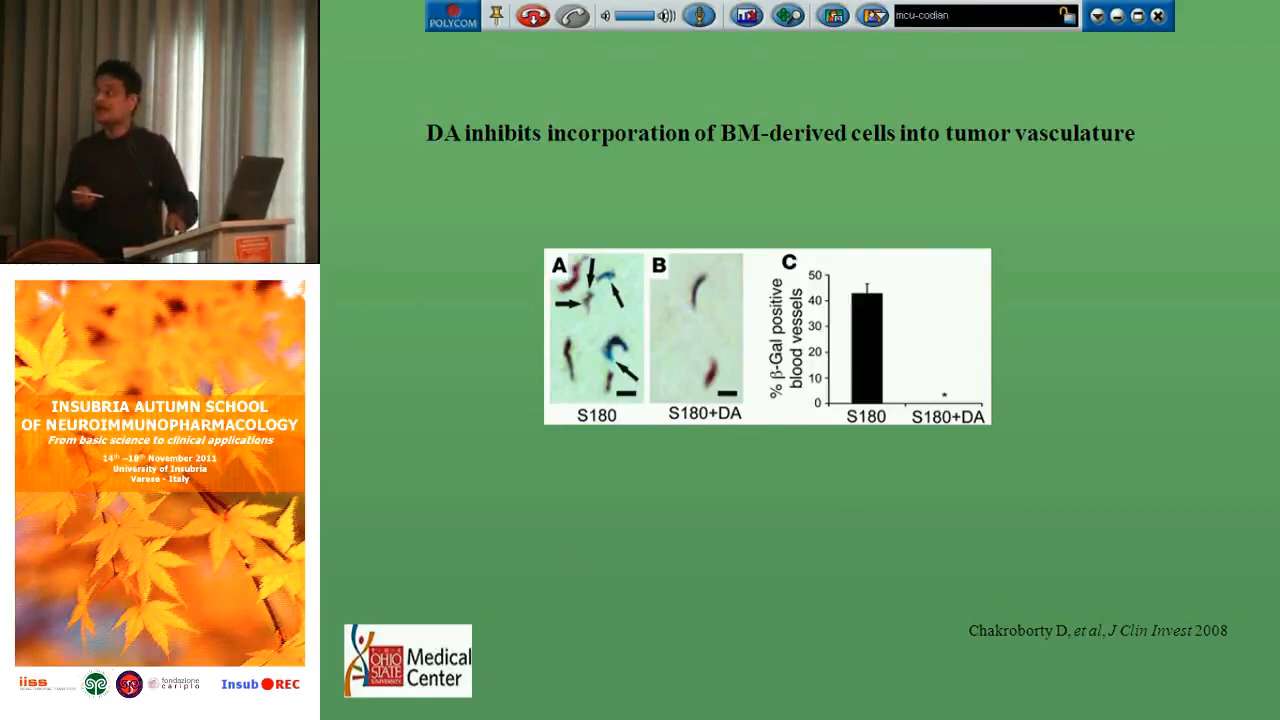 POLYCOM
mcu-codian
DA inhibits incorporation of BM-derived cells into tumor vasculature
A
B
C
% β-Gal positive
blood vessels
50
40
30
20
10
0
*
S180
S180+DA
S180
S180+DA
INSUBRIA AUTUMN SCHOOL
OF NEUROIMMUNOPHARMACOLOGY
From basic science to clinical applications
14th –18th November 2011
University of Insubria
Varese - Italy
iiss
fondazione
cariplo
Insub REC
OHIO
STATE
UNIVERSITY
Medical
Center
Chakroborty D, et al, J Clin Invest 2008